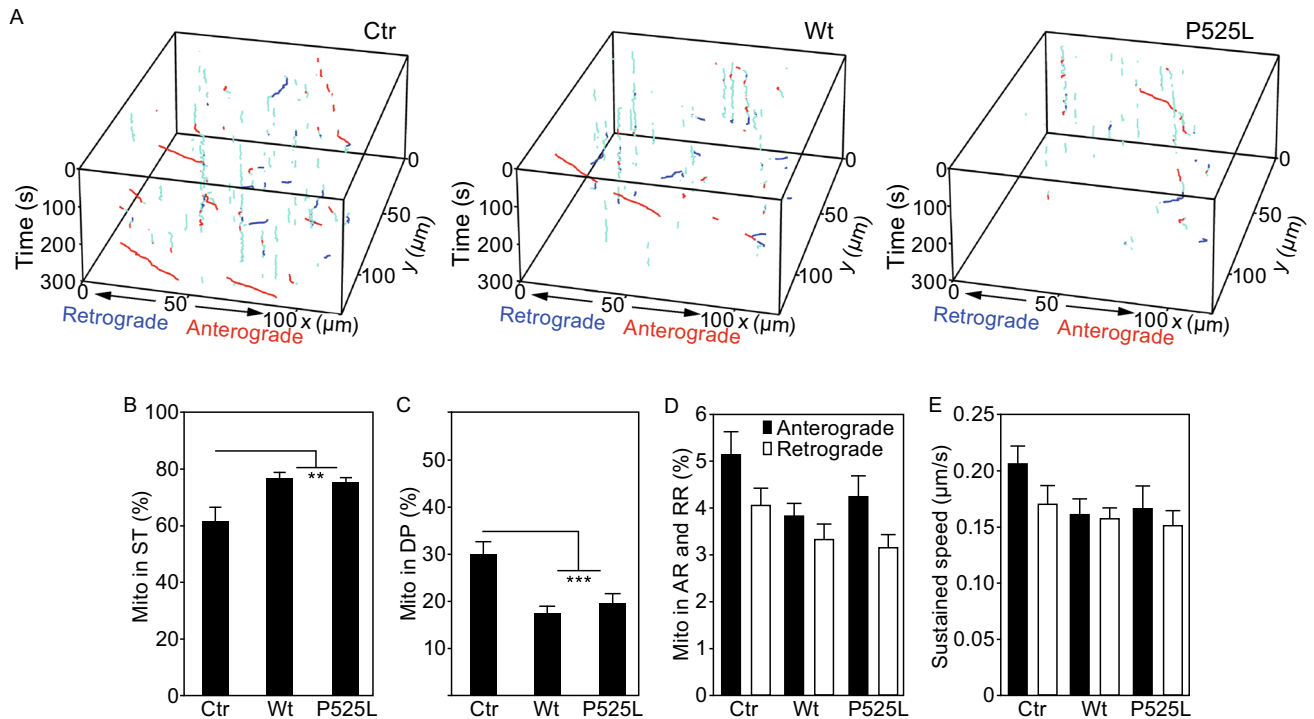 A
Ctr
Wt
P525L
0
100
200
300
Time (s)
0
50
100
y (µm)
0
50
100 x (µm)
Retrograde
Anterograde
0
100
200
300
Time (s)
0
50
100
y (µm)
0
50
100 x (µm)
Retrograde
Anterograde
0
100
200
300
Time (s)
0
50
100
y (µm)
0
50
100 x (µm)
Retrograde
Anterograde
B
Mito in ST (%)
100
80
60
40
20
0
**
Ctr Wt P525L
C
Mito in DP (%)
50
40
30
20
10
***
Ctr Wt P525L
D
Mito in AR and RR (%)
6
5
4
3
2
1
0
Anterograde
Retrograde
Ctr Wt P525L
E
Sustained speed (µm/s)
0.25
0.20
0.15
0.10
0.05
0
Ctr Wt P525L